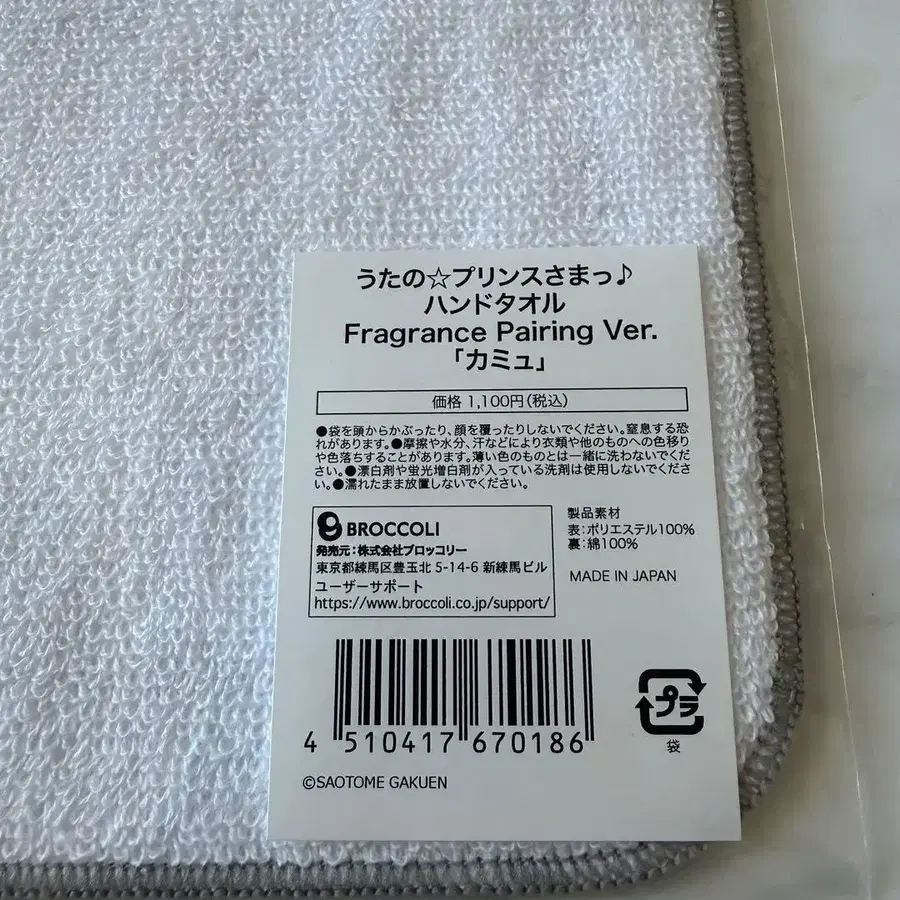 うたの☆プリンスさまっ♪
ハンドタオル
Fragrance Pairing Ver.
「カミュ」
価格 1,100円(税込)
●袋を頭からかぶったり、顔を覆ったりしないでください。窒息する恐
れがあります。●摩擦や水分、汗などにより衣類や他のものへの色移り
や色落ちすることがあります。薄い色のものとは一緒に洗わないでくだ
さい。●漂白剤や蛍光増白剤が入っている洗剤は使用しないでくださ
い。●濡れたまま放置しないでください。
BROCCOLI
発売元:株式会社ブロッコリー
東京都練馬区豊玉北 5-14-6 新練馬ビル
ユーザーサポート
https://www.broccoli.co.jp/support/
製品素材
表:ポリエステル100%
裏:綿100%
MADE IN JAPAN
4 510417 670186
プラ
袋
©SAOTOME GAKUEN